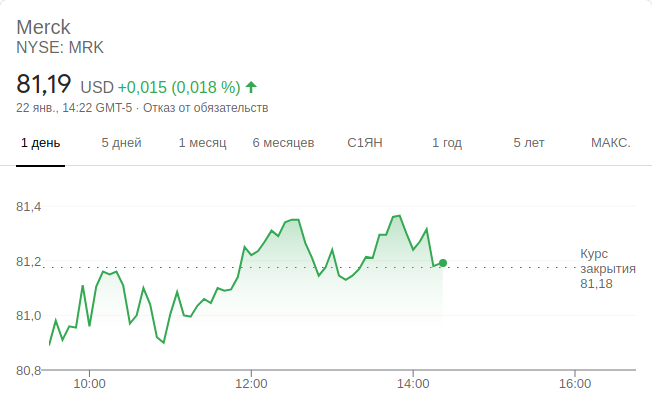 Merck
NYSE: MRK
81,19 USD +0,015 (0,018 %)
22 янв., 14:22 GMT-5 · Отказ от обязательств
1 день 5 дней 1 месяц 6 месяцев С1ЯН 1 год 5 лет МАКС.
81,4
81,2
81,0
80,8
Курс
закрытия
81,18
10:00 12:00 14:00 16:00